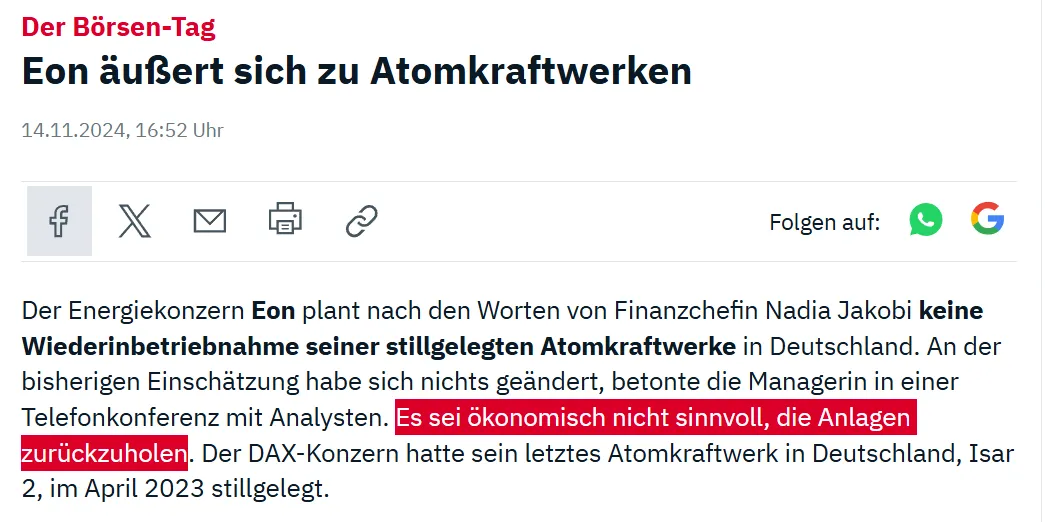 Der Börsen-Tag
Eon äußert sich zu Atomkraftwerken
14.11.2024, 16:52 Uhr
Folgen auf:
Der Energiekonzern Eon plant nach den Worten von Finanzchefin Nadia Jakobi keine
Wiederinbetriebnahme seiner stillgelegten Atomkraftwerke in Deutschland. An der
bisherigen Einschätzung habe sich nichts geändert, betonte die Managerin in einer
Telefonkonferenz mit Analysten. Es sei ökonomisch nicht sinnvoll, die Anlagen
zurückzuholen. Der DAX-Konzern hatte sein letztes Atomkraftwerk in Deutschland, Isar
2, im April 2023 stillgelegt.